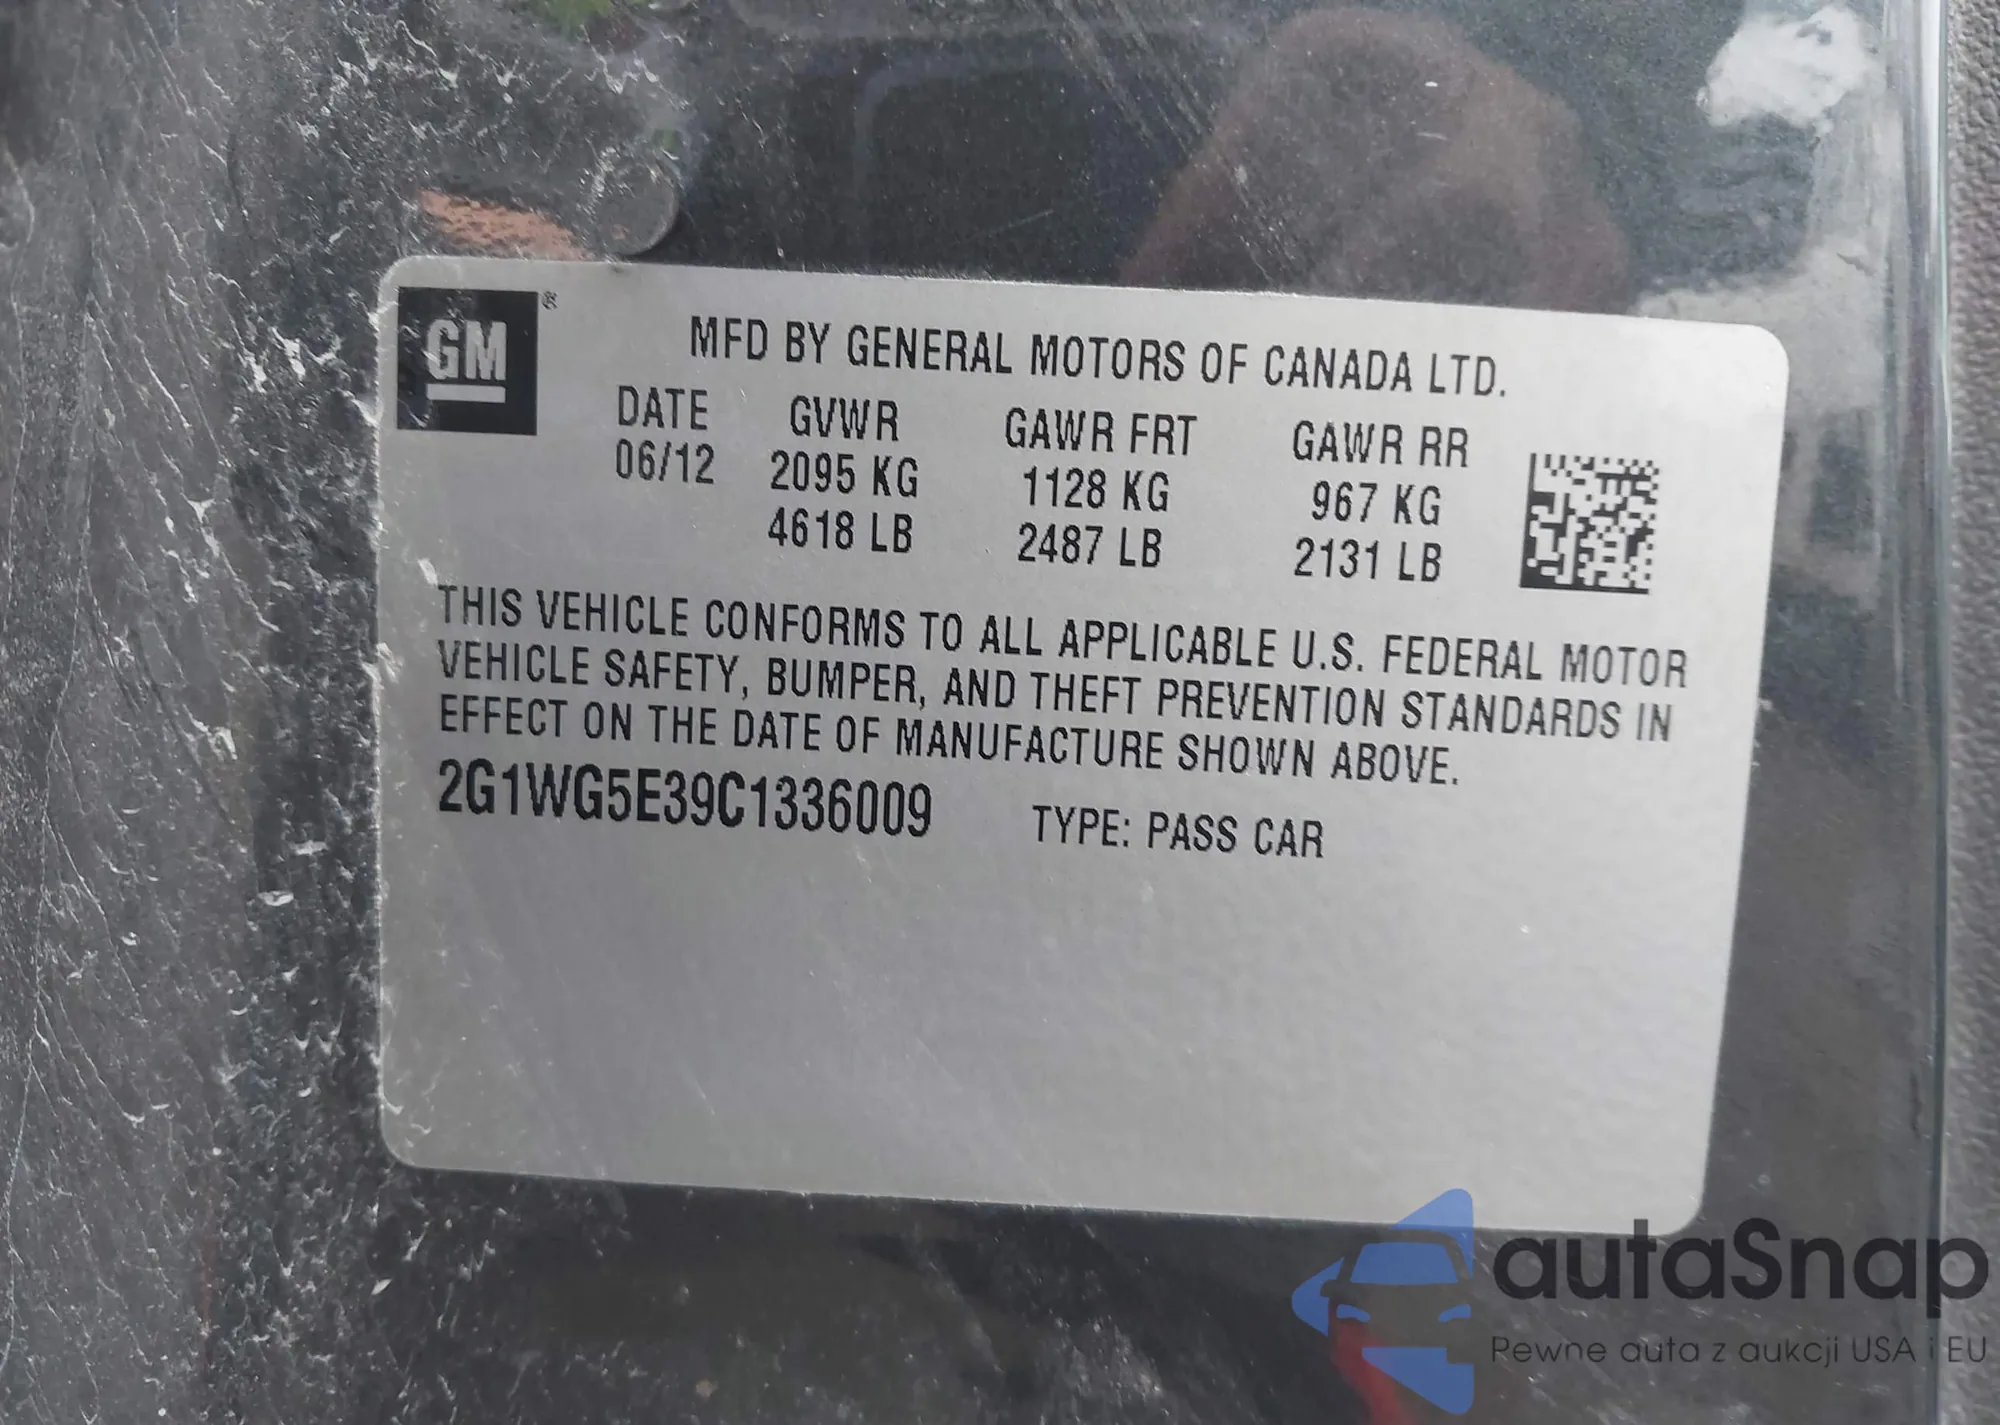 GM®
MFD BY GENERAL MOTORS OF CANADA LTD.
DATE GVWR GAWR FRT GAWR RR
06/12 2095 KG 1128 KG 967 KG
4618 LB 2487 LB 2131 LB
THIS VEHICLE CONFORMS TO ALL APPLICABLE U.S. FEDERAL MOTOR
VEHICLE SAFETY, BUMPER, AND THEFT PREVENTION STANDARDS IN
EFFECT ON THE DATE OF MANUFACTURE SHOWN ABOVE.
2G1WG5E39C1336009 TYPE: PASS CAR
autaSnap
Pewne auta z aukcji USA i EU